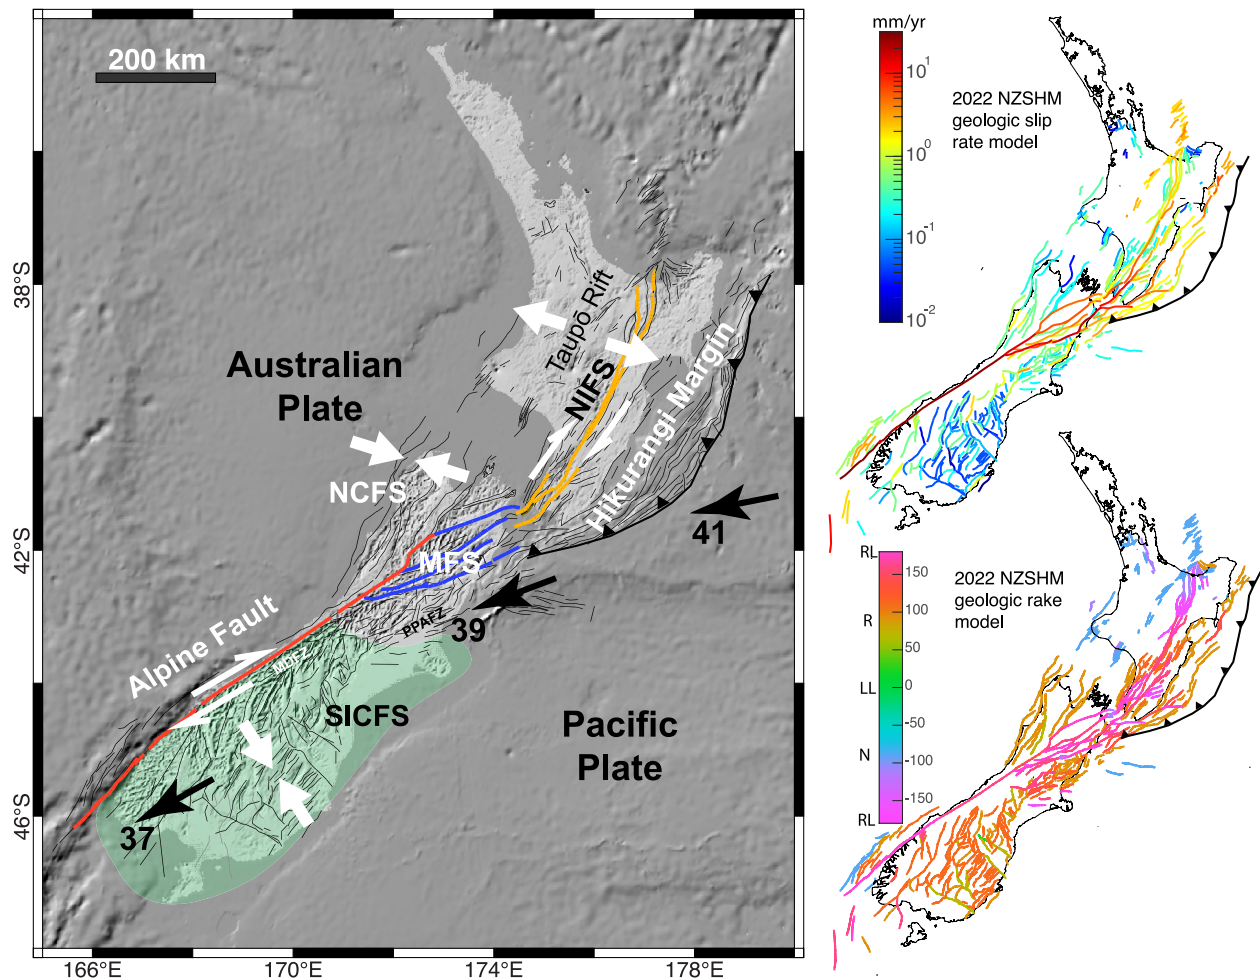 200 km
Australian
Plate
Taupō Rift
NIFS
Hikurangi Margin
NCFS
MFS
41
39
PPAFZ
Alpine Fault
MDFZ
SICFS
Pacific
Plate
37
38°S
42°S
46°S
166°E
170°E
174°E
178°E
mm/yr
10¹
10⁰
10⁻¹
10⁻²
2022 NZSHM
geologic slip
rate model
RL
R
LL
N
RL
150
100
50
0
-50
-100
-150
2022 NZSHM
geologic rake
model